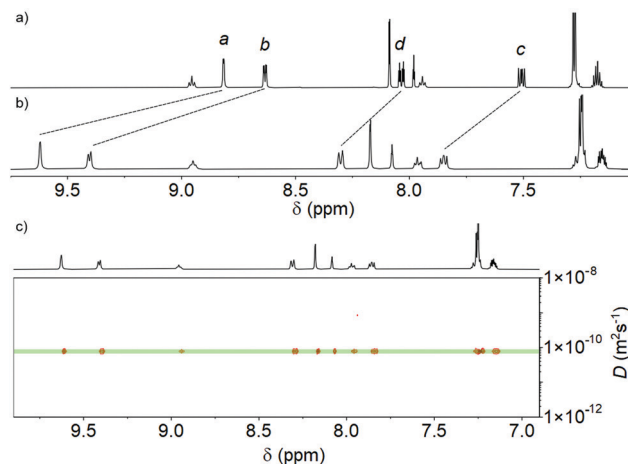 a)
a b d c
b)
9.5 9.0 8.5 8.0 7.5
δ (ppm)
c)
1×10⁻⁸
1×10⁻¹⁰
1×10⁻¹²
D (m²s⁻¹)
9.5 9.0 8.5 8.0 7.5 7.0
δ (ppm)